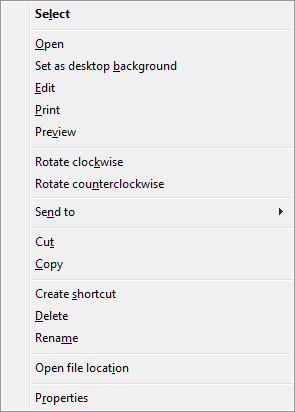 Select
Open
Set as desktop background
Edit
Print
Preview
Rotate clockwise
Rotate counterclockwise
Send to
Cut
Copy
Create shortcut
Delete
Rename
Open file location
Properties